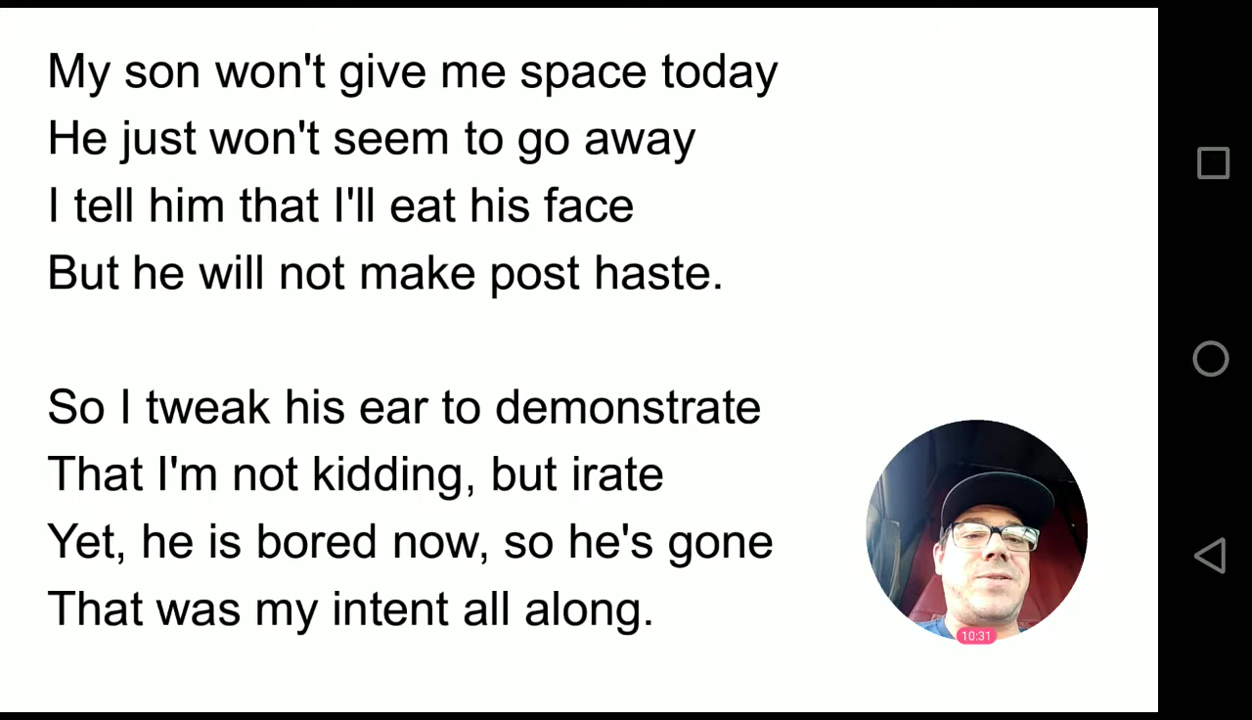 My son won't give me space today
He just won't seem to go away
I tell him that I'll eat his face
But he will not make post haste.
So I tweak his ear to demonstrate
That I'm not kidding, but irate
Yet, he is bored now, so he's gone
That was my intent all along.
10:31